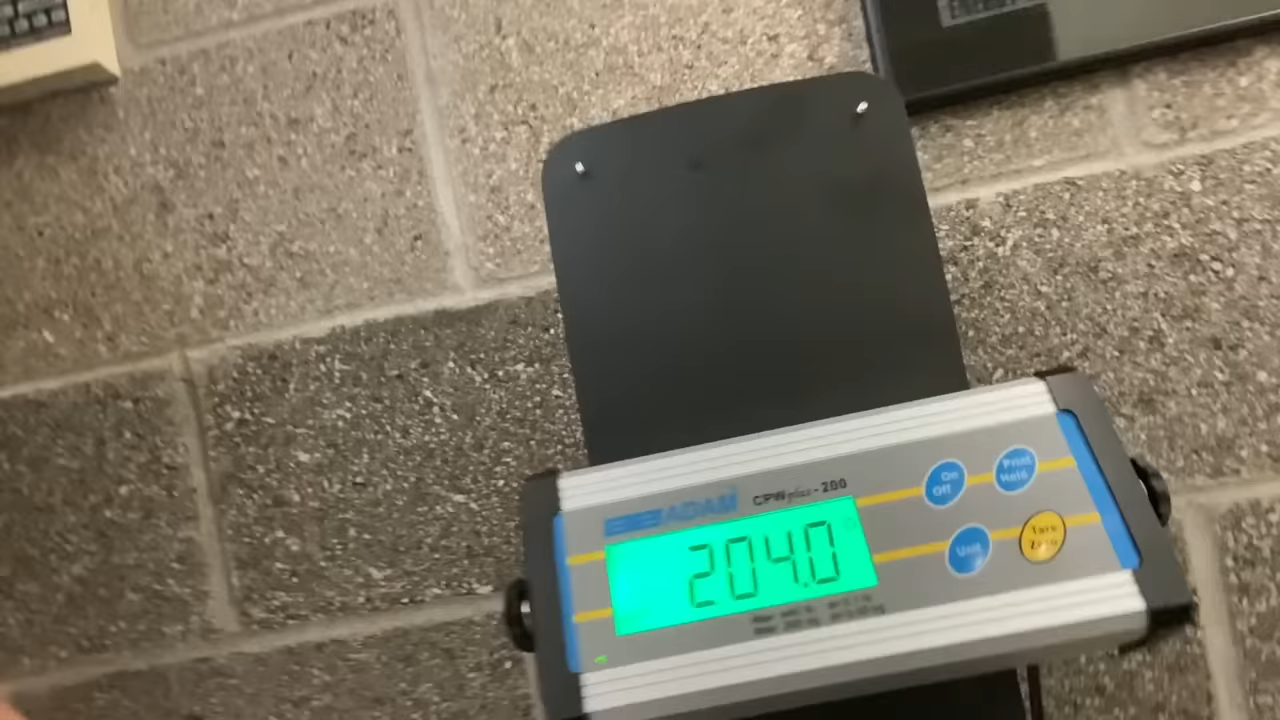 ADAM
CPWplus-200
On
Off
Print
Hold
204.0
Unit
Tare
Zero